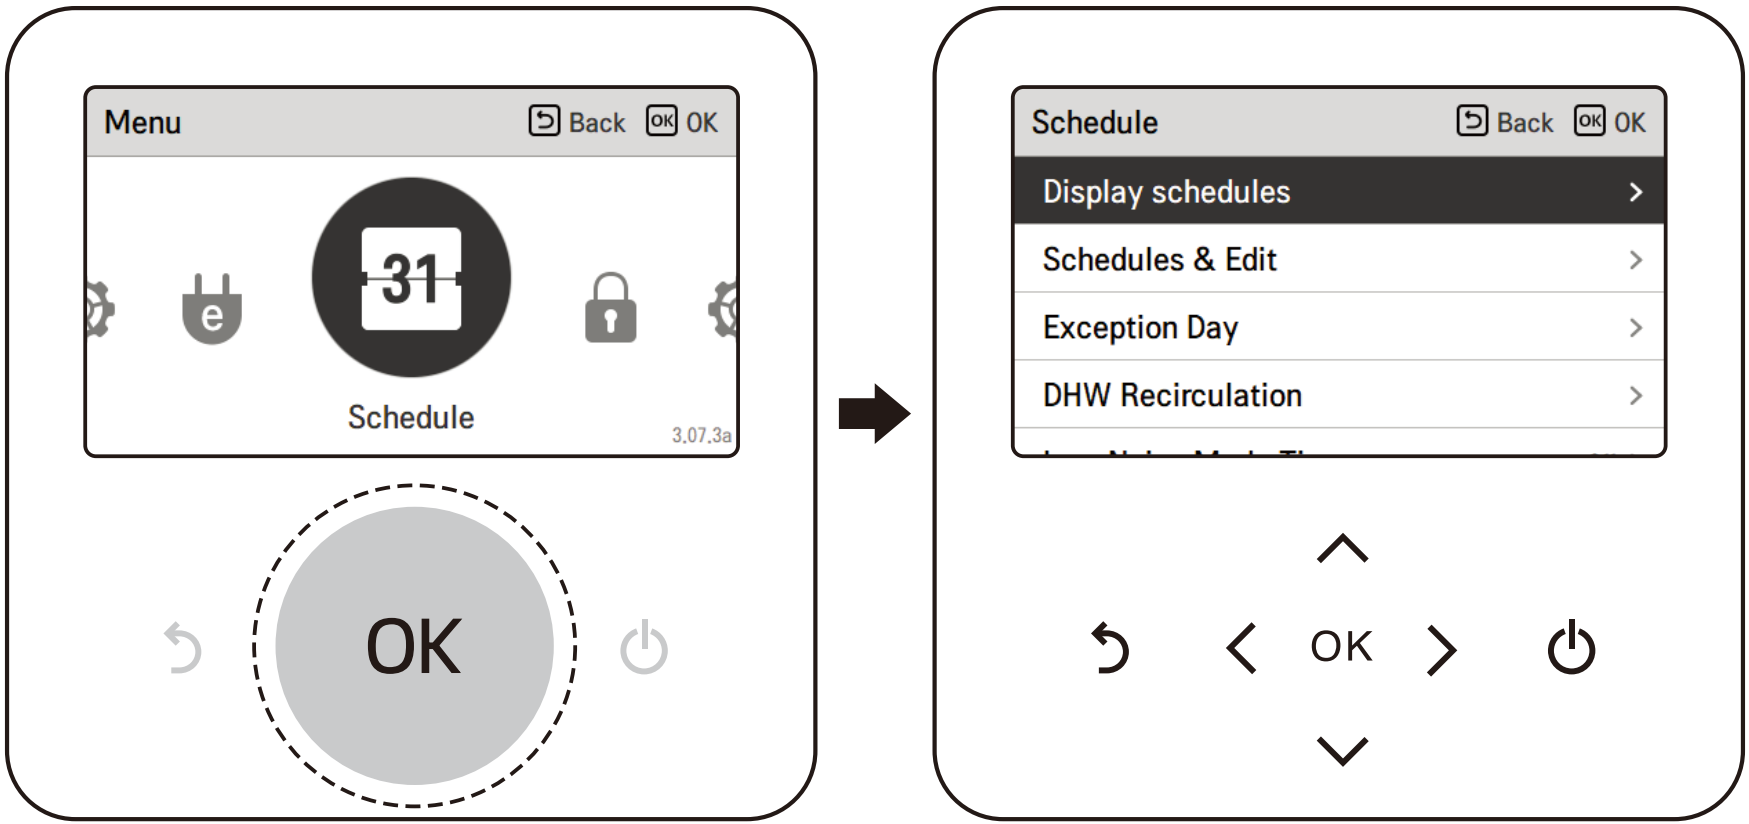 Menu
Back
OK OK
e
31
Schedule
3.07.3a
OK
Schedule
Back
OK OK
Display schedules
Schedules & Edit
Exception Day
DHW Recirculation
OK